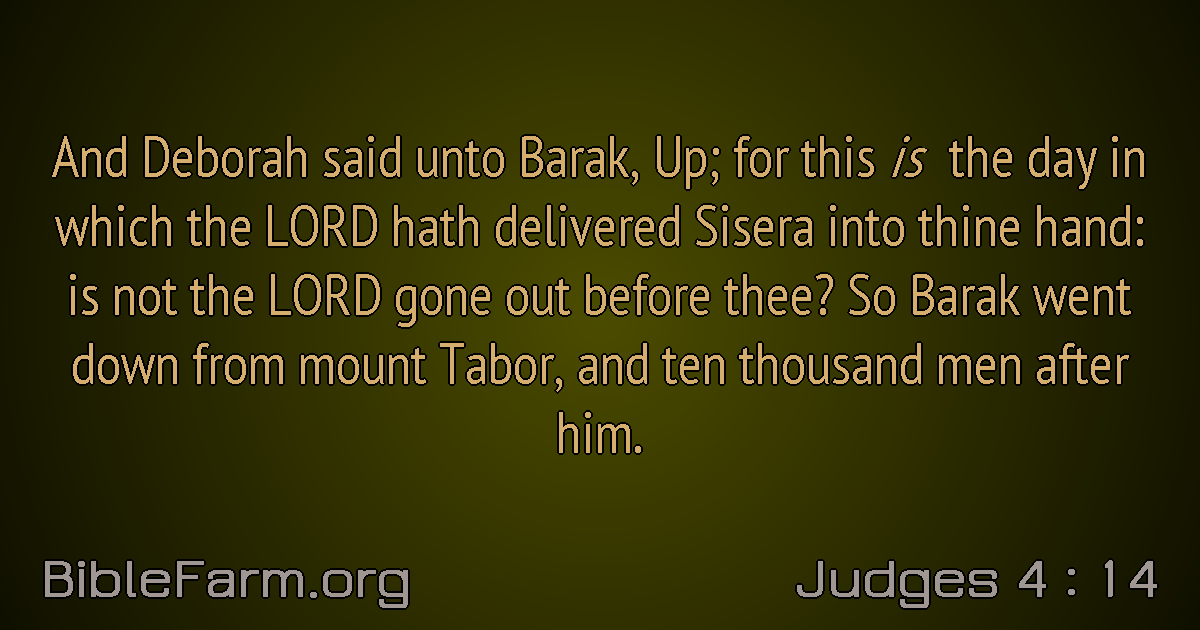 And Deborah said unto Barak, Up; for this is the day in
which the LORD hath delivered Sisera into thine hand:
is not the LORD gone out before thee? So Barak went
down from mount Tabor, and ten thousand men after
him.
BibleFarm.org
Judges 4 : 14